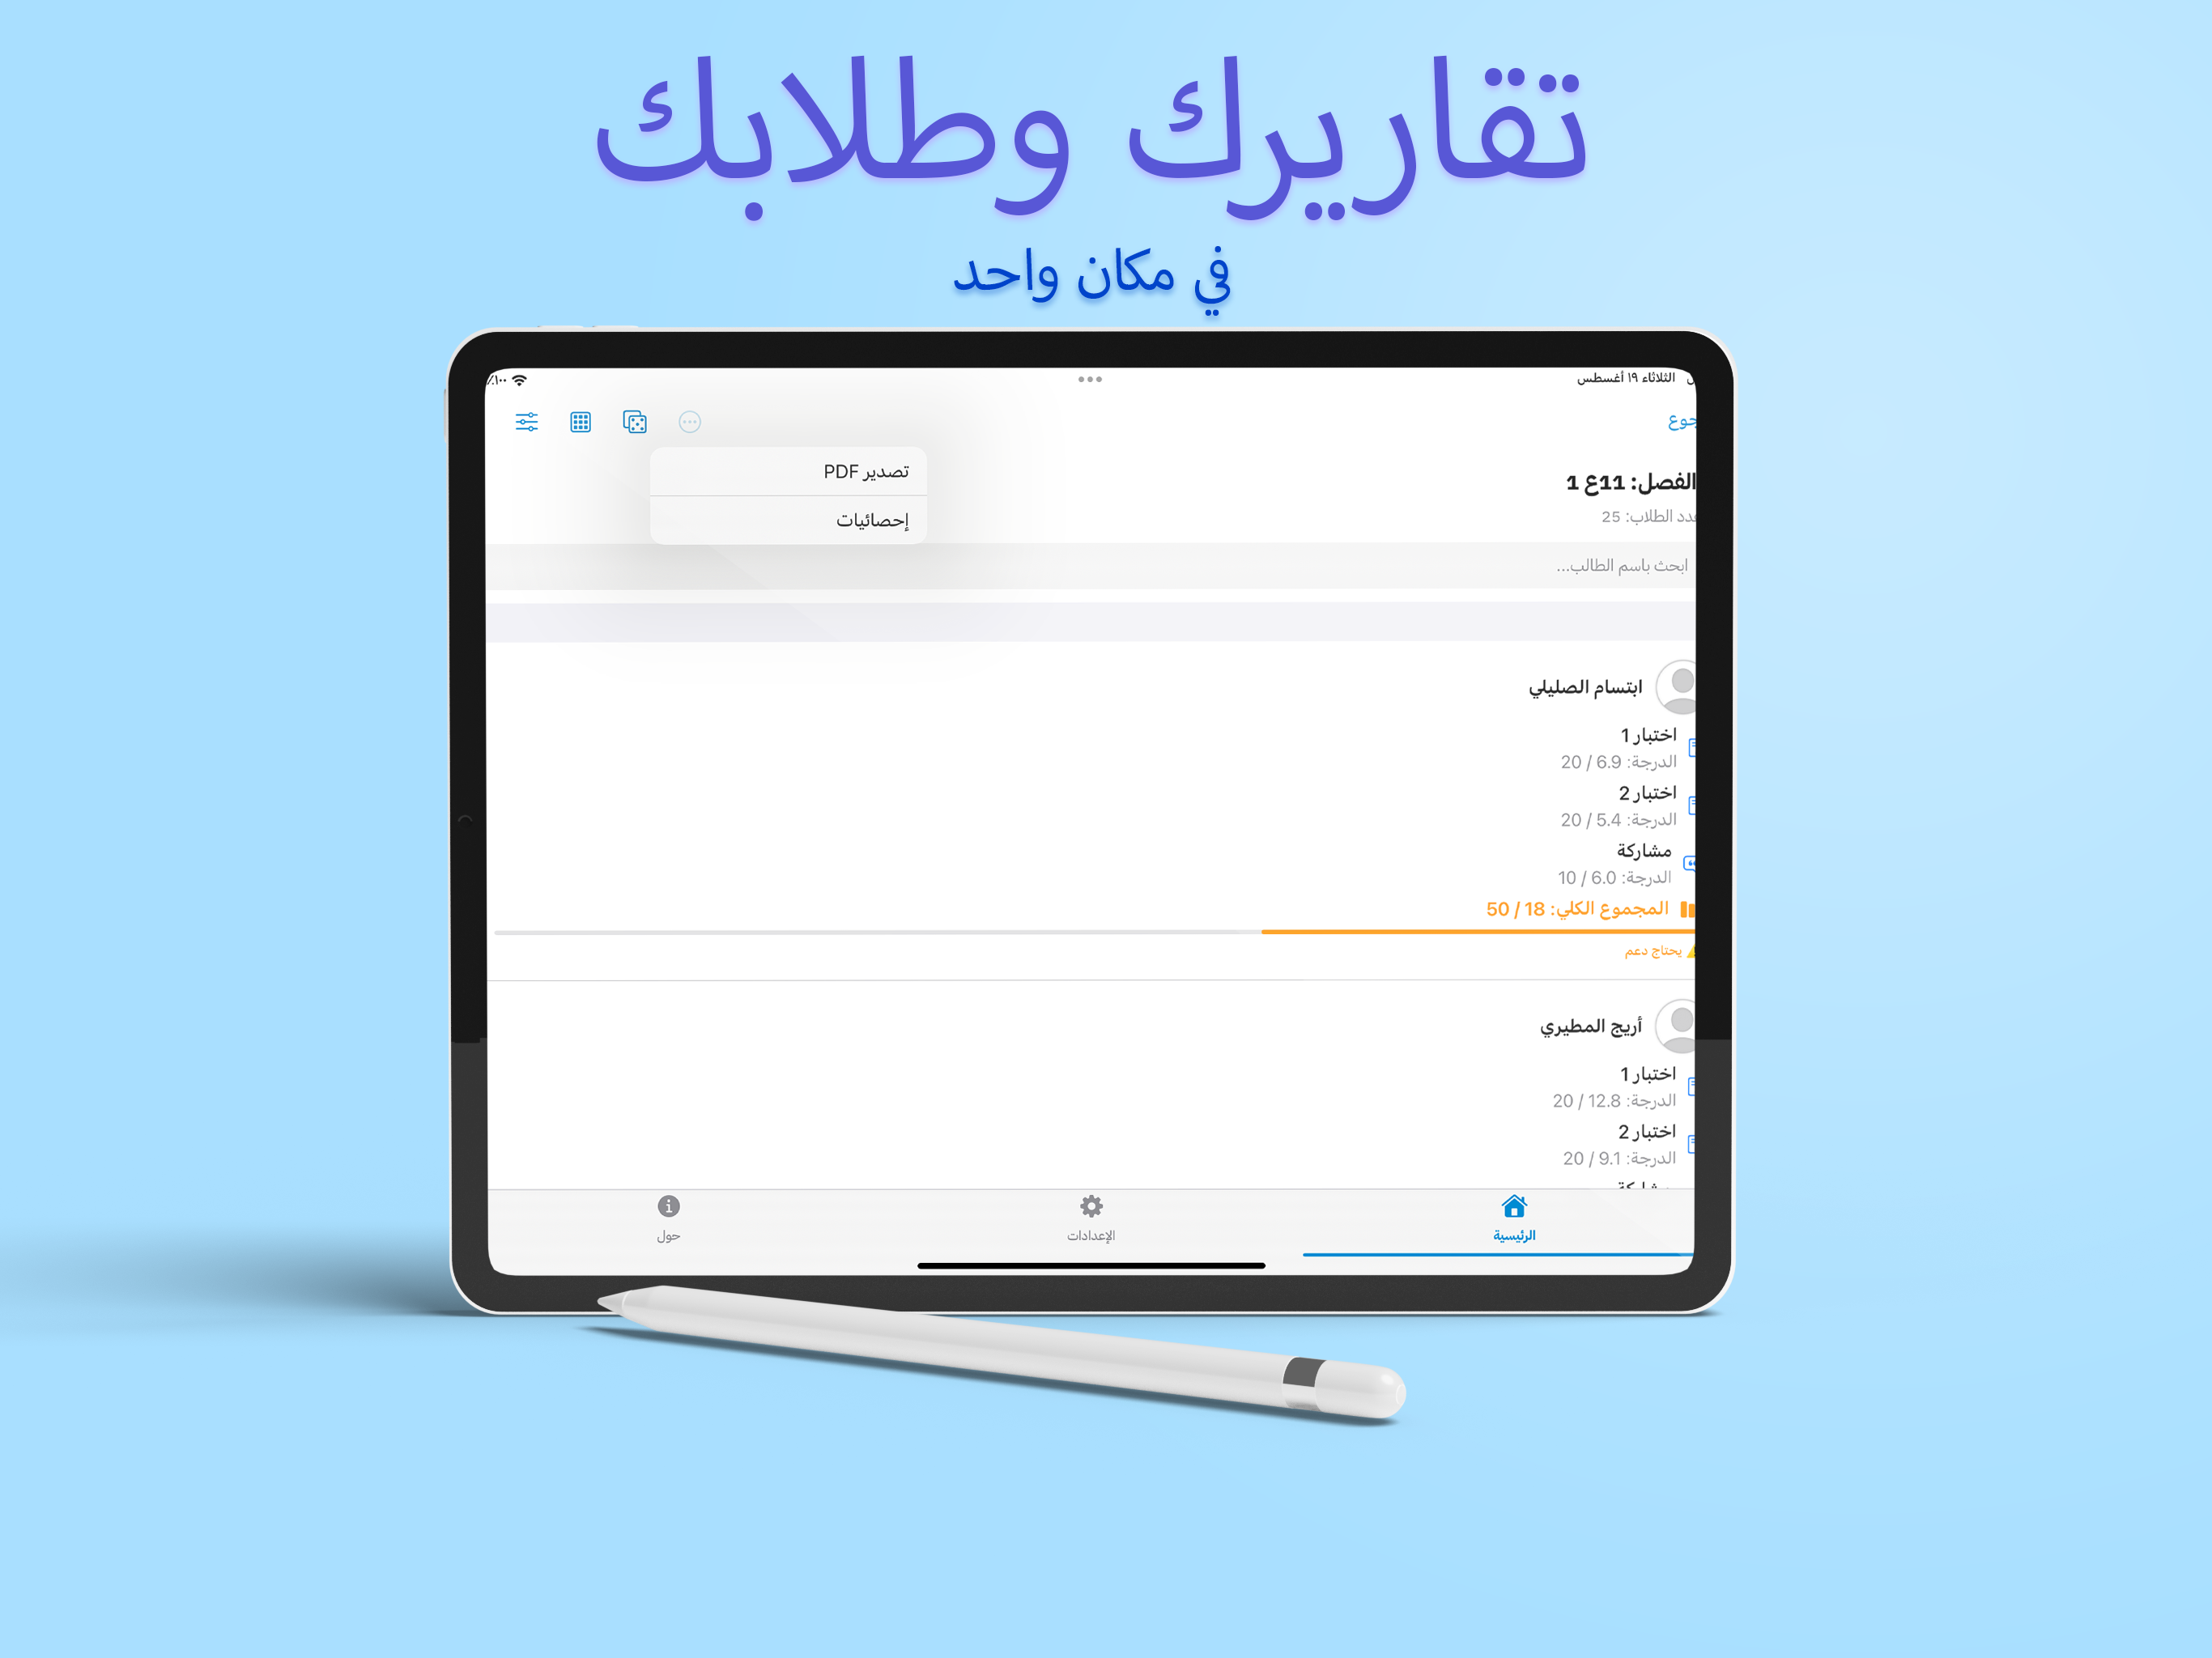 تقاريرك وطلابك
في مكان واحد
الثلاثاء ١٩ أغسطس
تصدير PDF
إحصائيات
الفصل: 11ع 1
عدد الطلاب: 25
ابحث باسم الطالب...
ابتسام الصليلي
اختبار 1
الدرجة: 6.9 / 20
اختبار 2
الدرجة: 5.4 / 20
مشاركة
الدرجة: 6.0 / 10
المجموع الكلي: 18 / 50
يحتاج دعم
أريج المطيري
اختبار 1
الدرجة: 12.8 / 20
اختبار 2
الدرجة: 9.1 / 20
الرئيسية
الإعدادات
حول